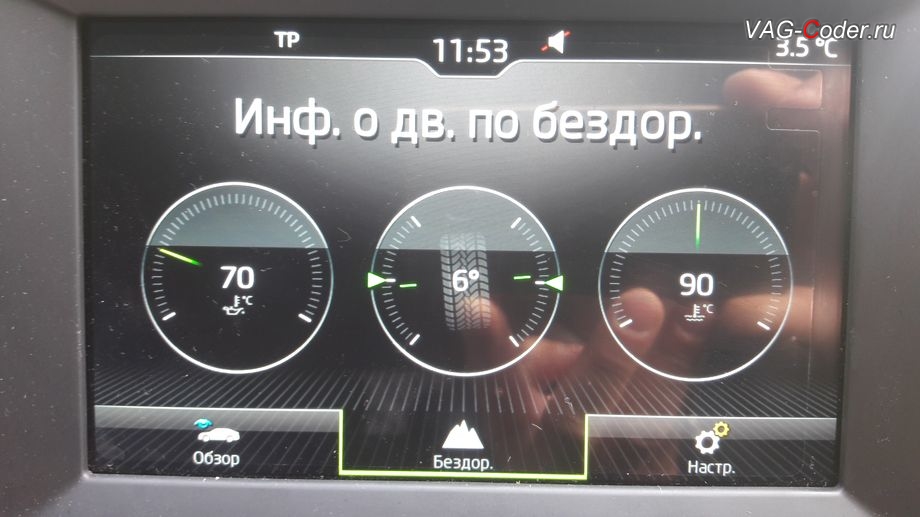 VAG-Coder.ru
TP 11:53 3.5 °C
Инф. о дв. по бездор.
70 6° 90
°C °C
Обзор Бездор. Настр.